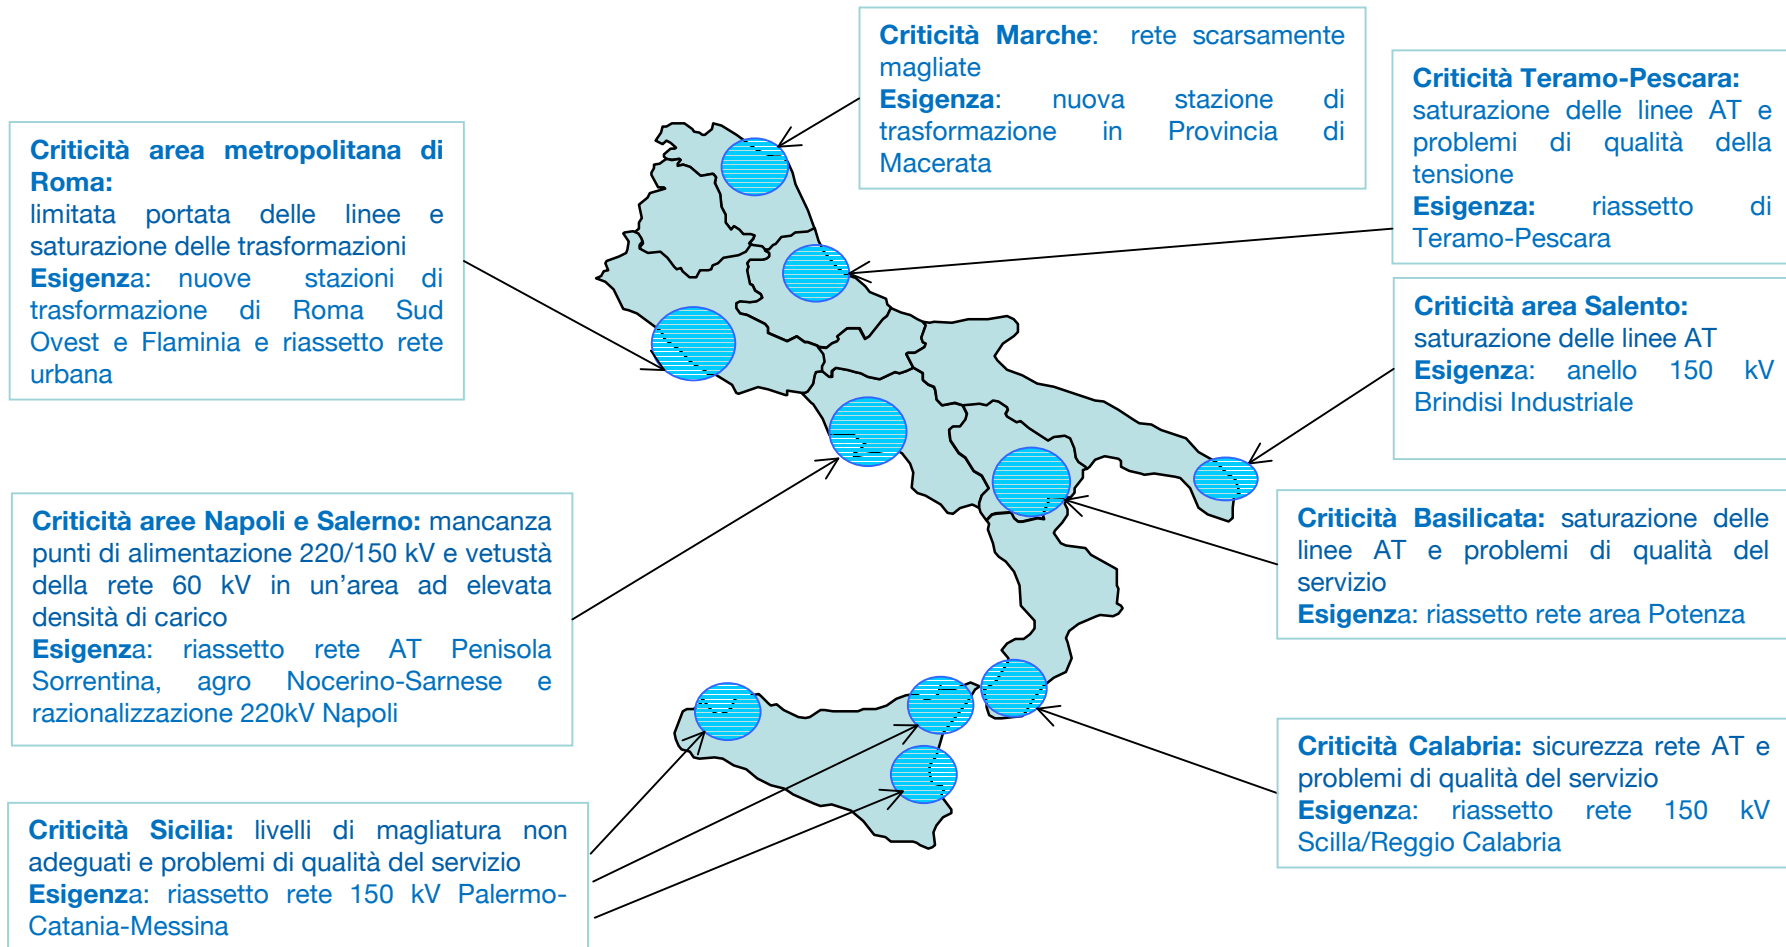 Criticità Marche: rete scarsamente
magliate
Esigenza: nuova stazione di
trasformazione in Provincia di
Macerata
Criticità Teramo-Pescara:
saturazione delle linee AT e
problemi di qualità della
tensione
Esigenza: riassetto di
Teramo-Pescara
Criticità area metropolitana di
Roma:
limitata portata delle linee e
saturazione delle trasformazioni
Esigenza: nuove stazioni di
trasformazione di Roma Sud
Ovest e Flaminia e riassetto rete
urbana
Criticità area Salento:
saturazione delle linee AT
Esigenza: anello 150 kV
Brindisi Industriale
Criticità aree Napoli e Salerno: mancanza
punti di alimentazione 220/150 kV e vetustà
della rete 60 kV in un’area ad elevata
densità di carico
Esigenza: riassetto rete AT Penisola
Sorrentina, agro Nocerino-Sarnese e
razionalizzazione 220kV Napoli
Criticità Basilicata: saturazione delle
linee AT e problemi di qualità del
servizio
Esigenza: riassetto rete area Potenza
Criticità Calabria: sicurezza rete AT e
problemi di qualità del servizio
Esigenza: riassetto rete 150 kV
Scilla/Reggio Calabria
Criticità Sicilia: livelli di magliatura non
adeguati e problemi di qualità del servizio
Esigenza: riassetto rete 150 kV Palermo-
Catania-Messina